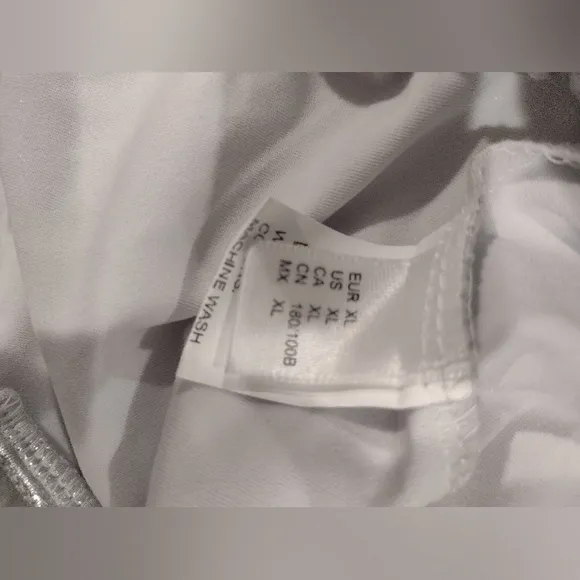 EUR XL
US XL
CA XL
CN 180/100B
MX XL
MACHINE WASH